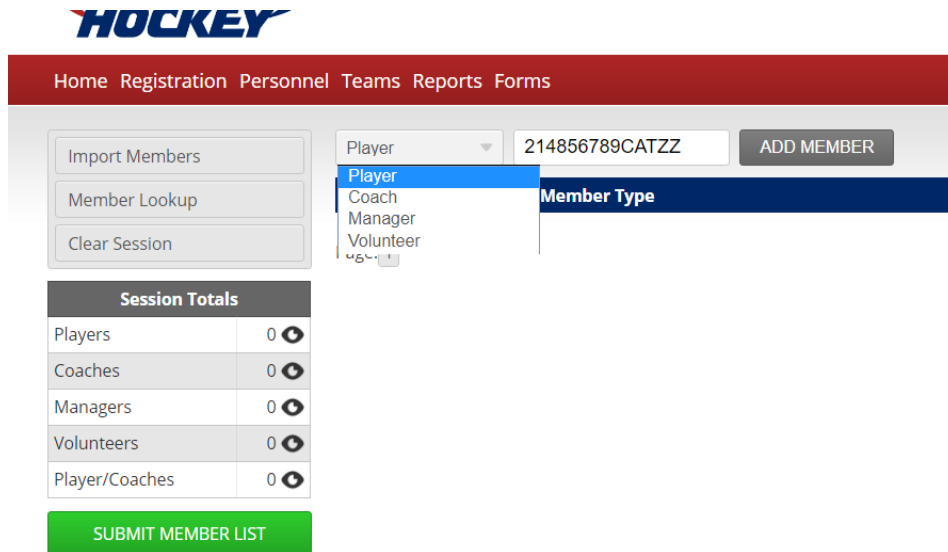 HOCKEY
Home Registration Personnel Teams Reports Forms
Import Members
Member Lookup
Clear Session
Player 214856789CATZZ ADD MEMBER
Player
Coach
Manager
Volunteer
Member Type
Session Totals
Players 0
Coaches 0
Managers 0
Volunteers 0
Player/Coaches 0
SUBMIT MEMBER LIST